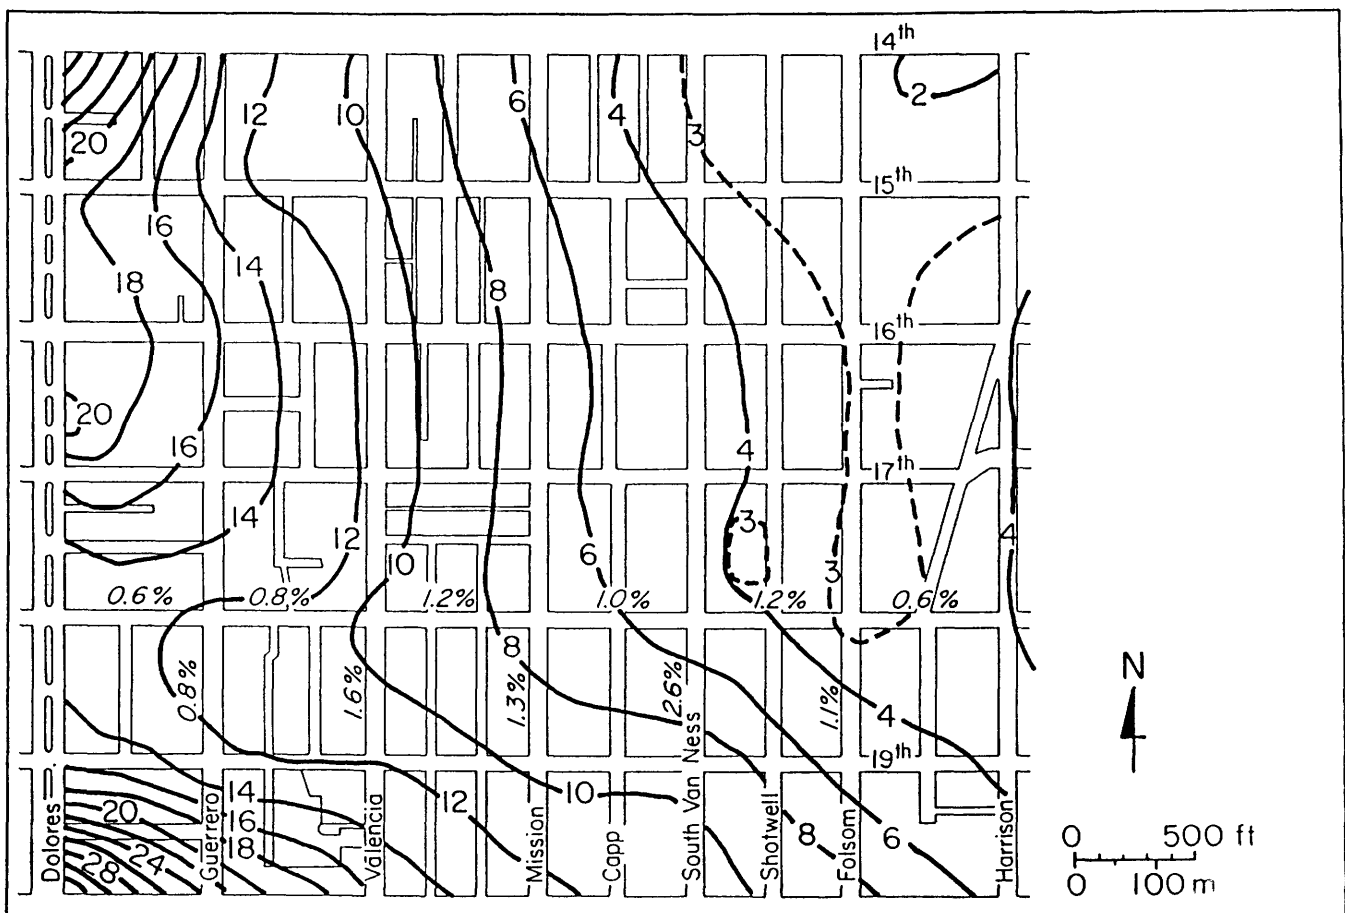 14th
12
10
6
4
3
2
20
15th
16
14
18
8
16th
20
16
4
17th
14
12
3
10
6
4
3
0.6%
0.8%
1.2%
1.0%
1.2%
0.6%
8
0.8%
1.6%
1.3%
2.6%
1.1%
N
4
19th
14
12
10
20
16
8
6
18
24
28
Dolores
Guerrero
Valencia
Mission
Capp
South Van Ness
Shotwell
Folsom
Harrison
0 500 ft
0 100 m